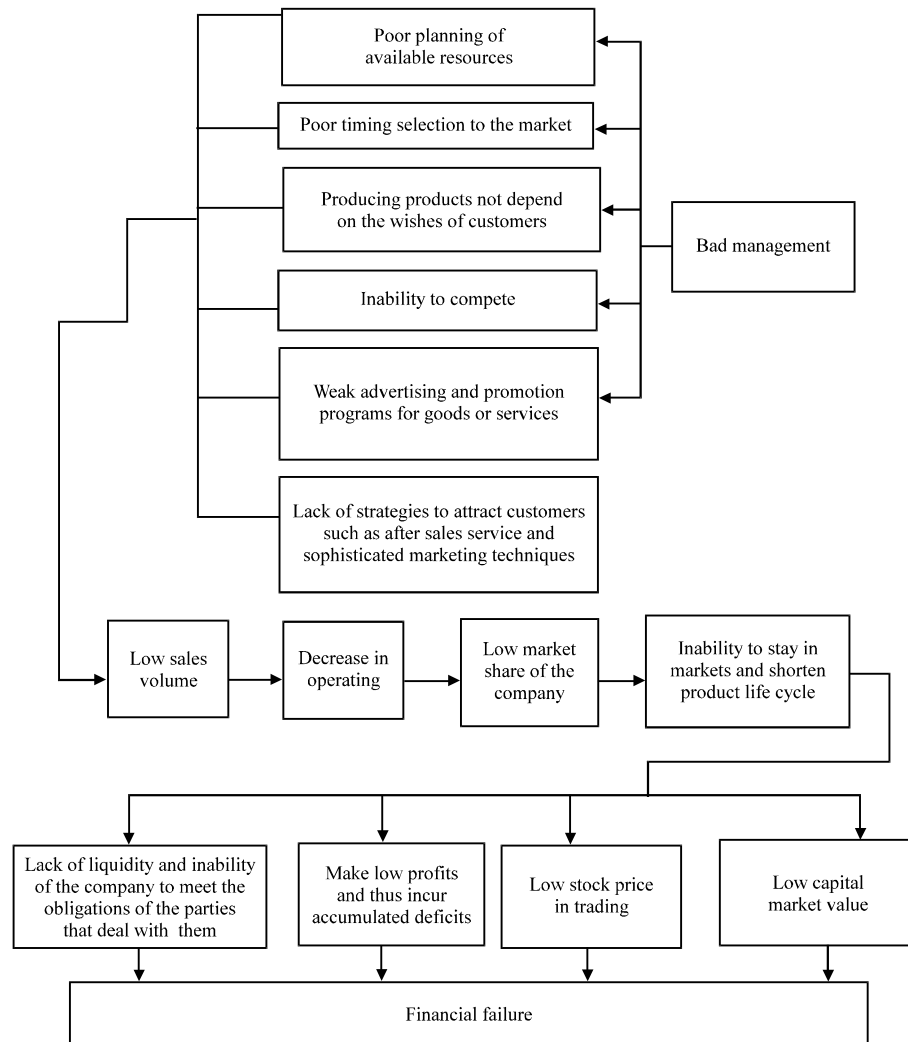 Poor planning of
available resources
Poor timing selection to the market
Producing products not depend
on the wishes of customers
Bad management
Inability to compete
Weak advertising and promotion
programs for goods or services
Lack of strategies to attract customers
such as after sales service and
sophisticated marketing techniques
Low sales
volume
Decrease in
operating
Low market
share of the
company
Inability to stay in
markets and shorten
product life cycle
Lack of liquidity and inability
of the company to meet the
obligations of the parties
that deal with them
Make low profits
and thus incur
accumulated deficits
Low stock price
in trading
Low capital
market value
Financial failure